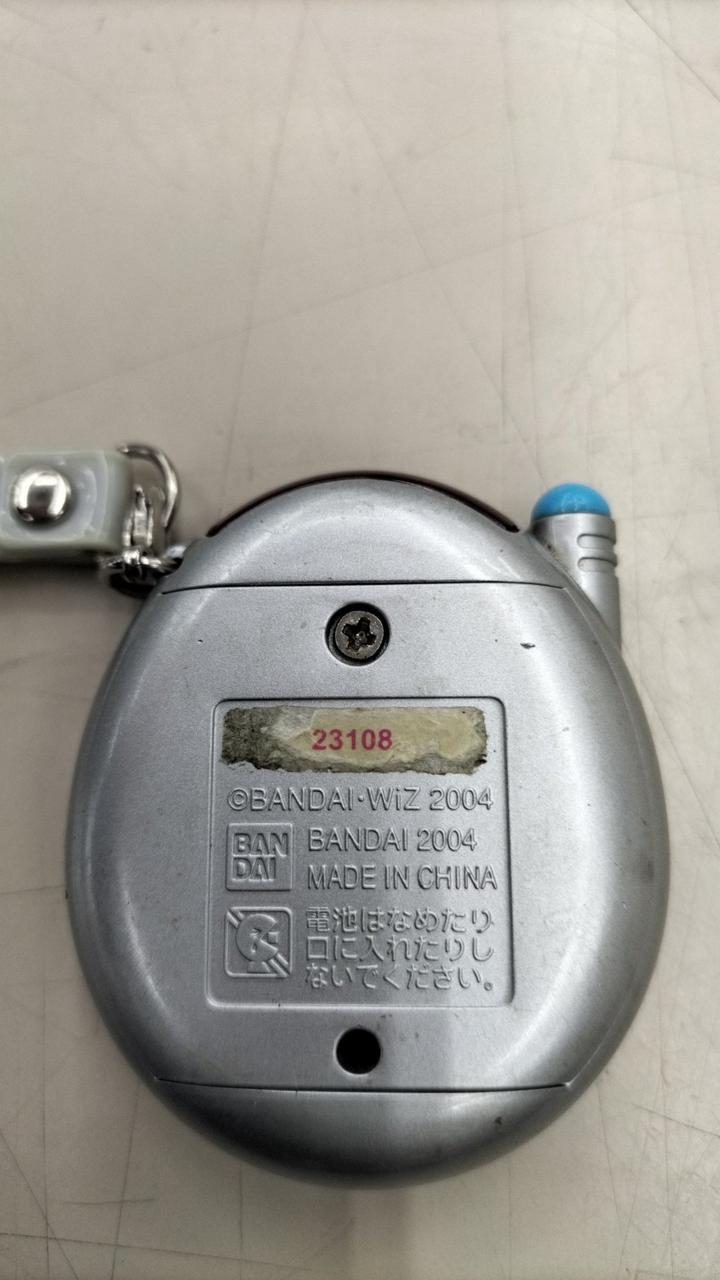 23108
©BANDAI・WiZ 2004
BAN
DAI
BANDAI 2004
MADE IN CHINA
電池はなめたり
口に入れたりし
ないでください。